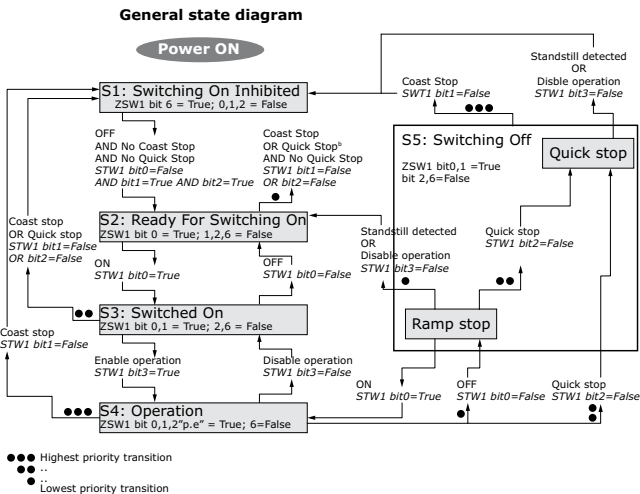 General state diagram
Power ON
S1: Switching On Inhibited
ZSW1 bit 6 = True; 0,1,2 = False
OFF
AND No Coast Stop
AND No Quick Stop
STW1 bit0=False
AND bit1=True AND bit2=True
Coast Stop
OR Quick Stopᵇ
AND No Quick Stop
STW1 bit1=False
OR bit2=False
Coast Stop
SWT1 bit1=False
Standstill detected
OR
Disble operation
STW1 bit3=False
S5: Switching Off
ZSW1 bit0,1 =True
bit 2,6=False
Quick stop
S2: Ready For Switching On
ZSW1 bit 0 = True; 1,2,6 = False
Coast stop
OR Quick stop
STW1 bit1=False
OR bit2=False
ON
STW1 bit0=True
OFF
STW1 bit0=False
Standstill detected
OR
Disable operation
STW1 bit3=False
Quick stop
STW1 bit2=False
S3: Switched On
ZSW1 bit 0,1 = True; 2,6 = False
Ramp stop
Coast stop
STW1 bit1=False
Enable operation
STW1 bit3=True
Disable operation
STW1 bit3=False
ON
STW1 bit0=True
OFF
STW1 bit0=False
Quick stop
STW1 bit2=False
S4: Operation
ZSW1 bit 0,1,2"p.e" = True; 6=False
Highest priority transition
..
..
Lowest priority transition